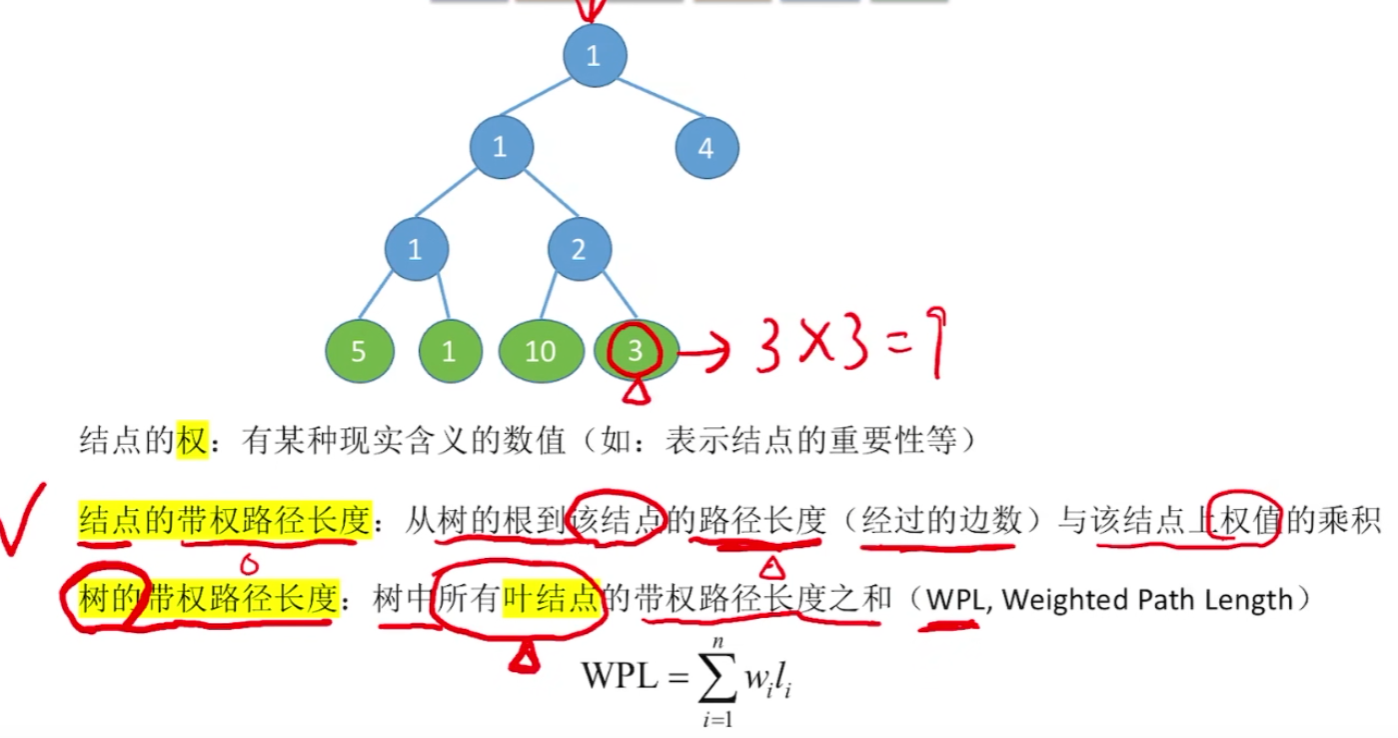 1
1 4
1 2
5 1 10 3 → 3×3=9
结点的权：有某种现实含义的数值（如：表示结点的重要性等）
结点的带权路径长度：从树的根到该结点的路径长度（经过的边数）与该结点上权值的乘积
树的带权路径长度：树中所有叶结点的带权路径长度之和（WPL, Weighted Path Length）
n
WPL = ∑ wᵢlᵢ
i=1